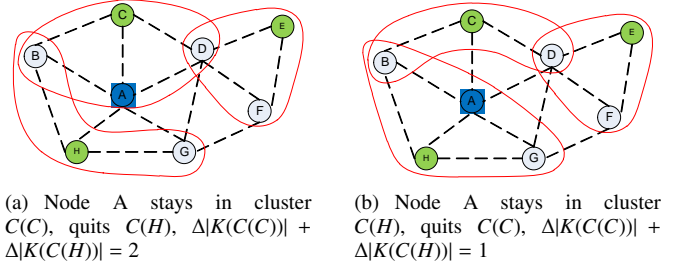 C
E
B
D
A
F
H
G
C
E
B
D
A
F
H
G
(a) Node A stays in cluster
C(C), quits C(H), Δ|K(C(C))| +
Δ|K(C(H))| = 2
(b) Node A stays in cluster
C(H), quits C(C), Δ|K(C(C))| +
Δ|K(C(H))| = 1